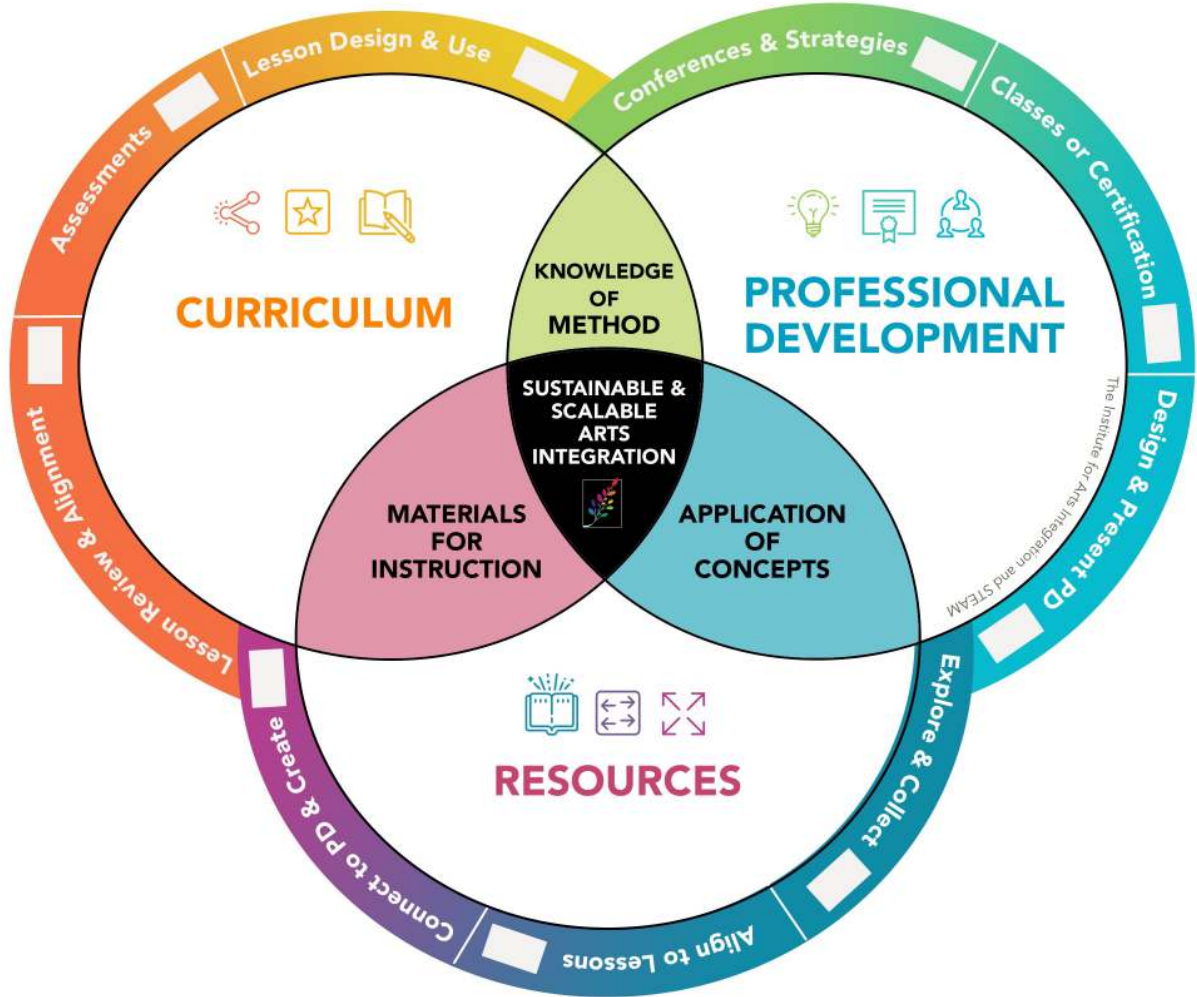 Lesson Design & Use
Conferences & Strategies
Assessments
Classes or Certification
CURRICULUM
KNOWLEDGE
OF
METHOD
PROFESSIONAL
DEVELOPMENT
SUSTAINABLE &
SCALABLE
ARTS
INTEGRATION
MATERIALS
FOR
INSTRUCTION
APPLICATION
OF
CONCEPTS
The Institute for Arts Integration and STEAM
Lesson Review & Alignment
Design & Present PD
RESOURCES
Connect to PD & Create
Explore & Collect
Align to Lessons